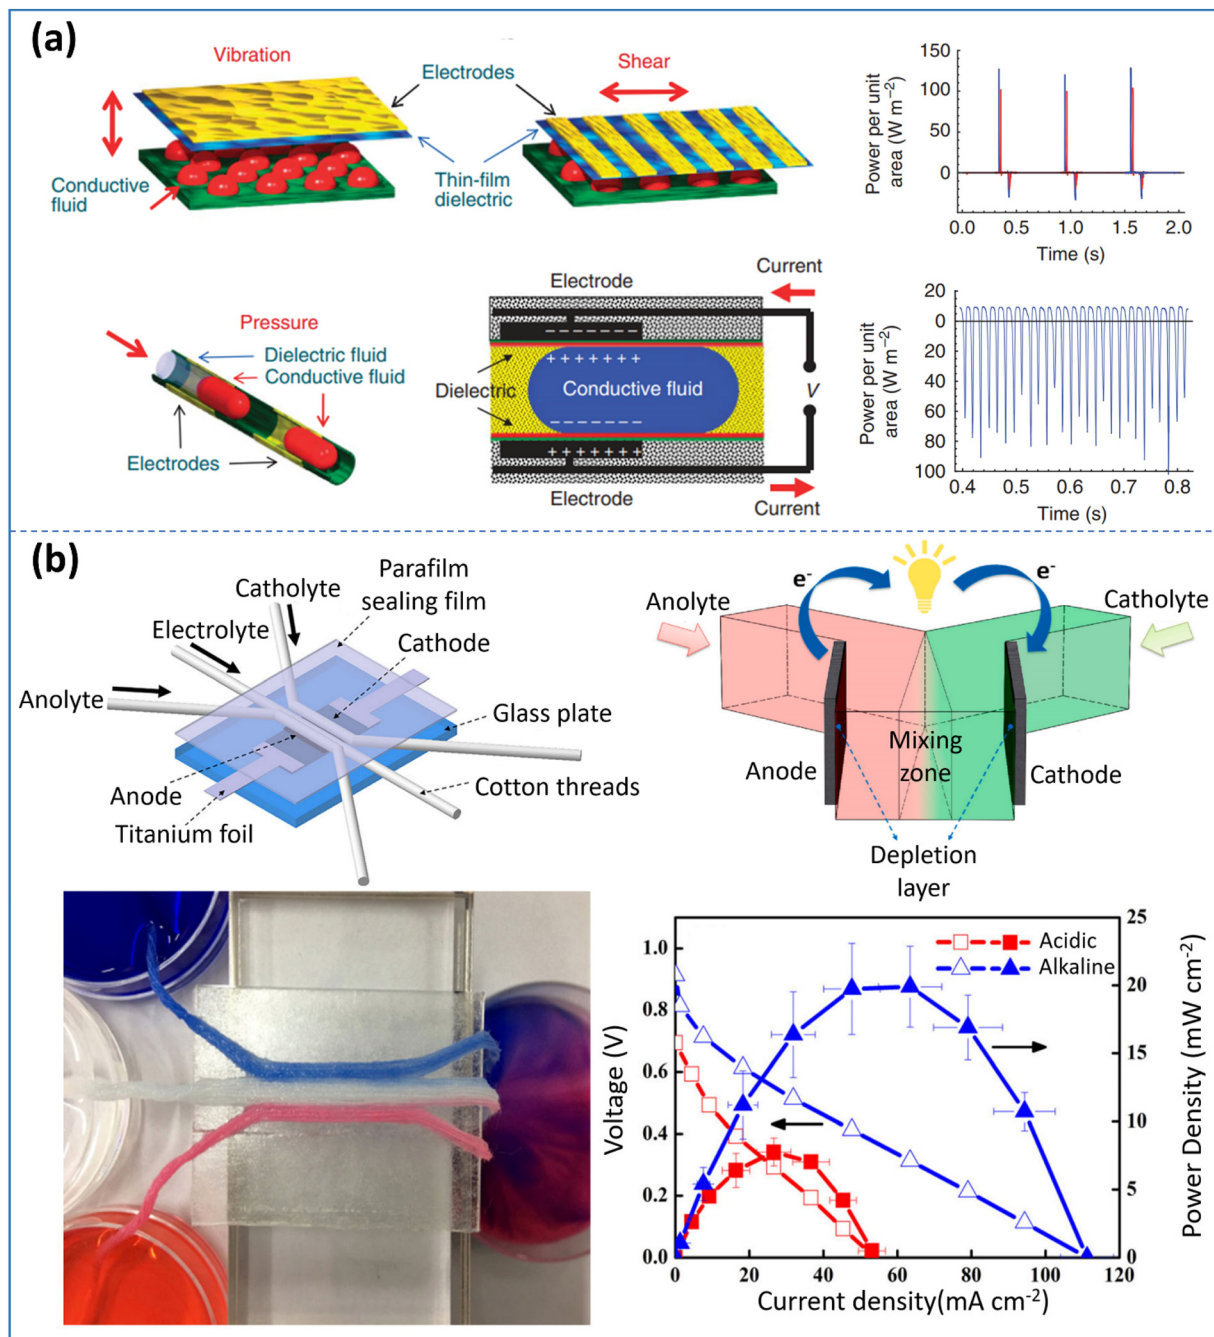 (a)
Vibration
Electrodes
Shear
Conductive
fluid
Thin-film
dielectric
Power per unit
area (W m⁻²)
150
100
50
0
50
0.0
0.5
1.0
1.5
2.0
Time (s)
Pressure
Dielectric fluid
Conductive fluid
Electrodes
Electrode
Current
− − − − − − −
+ + + + + + +
Dielectric
Conductive fluid
V
− − − − − − −
+ + + + + + +
Electrode
Current
Power per unit
area (W m⁻²)
20
0
20
40
60
80
100
0.4
0.5
0.6
0.7
0.8
Time (s)
(b)
Catholyte
Electrolyte
Anolyte
Parafilm
sealing film
Cathode
Glass plate
Anode
Titanium foil
Cotton threads
e⁻
e⁻
Anolyte
Catholyte
Mixing
zone
Anode
Cathode
Depletion
layer
Voltage (V)
1.0
0.8
0.6
0.4
0.2
0.0
Acidic
Alkaline
25
20
15
10
5
0
Power Density (mW cm⁻²)
0
20
40
60
80
100
120
Current density(mA cm⁻²)